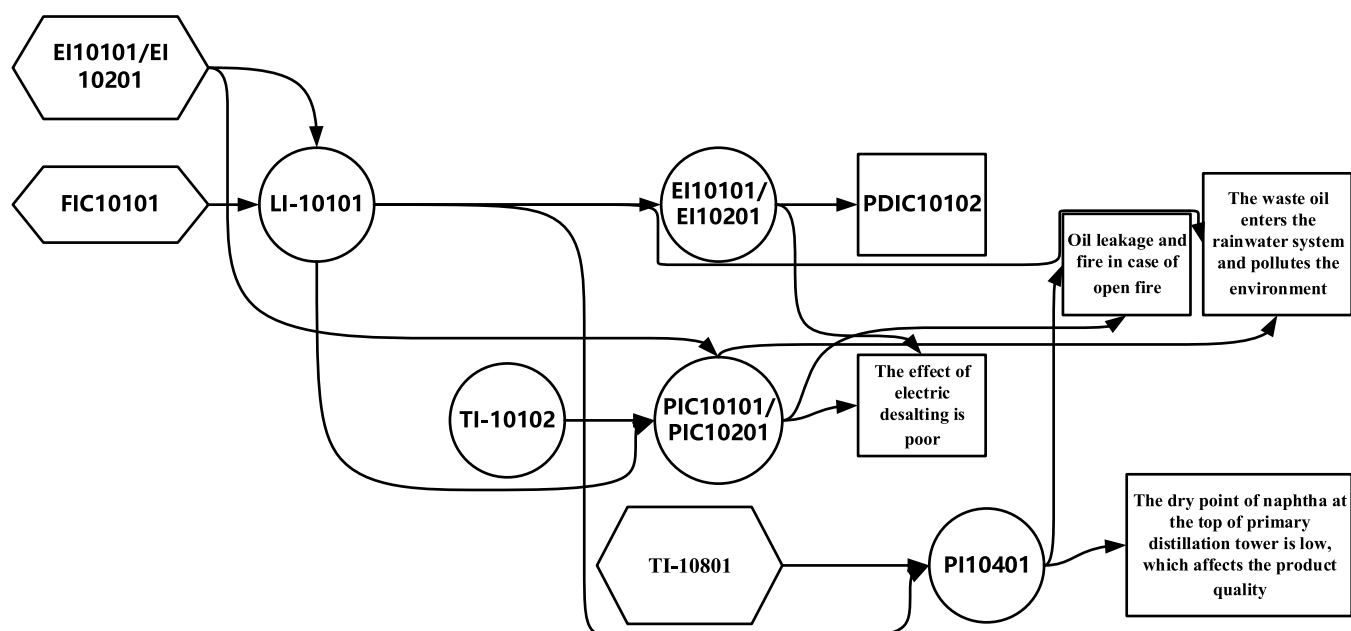 EI10101/EI
10201
FIC10101
LI-10101
EI10101/
EI10201
PDIC10102
Oil leakage and
fire in case of
open fire
The waste oil
enters the
rainwater system
and pollutes the
environment
TI-10102
PIC10101/
PIC10201
The effect of
electric
desalting is
poor
TI-10801
PI10401
The dry point of naphtha at
the top of primary
distillation tower is low,
which affects the product
quality